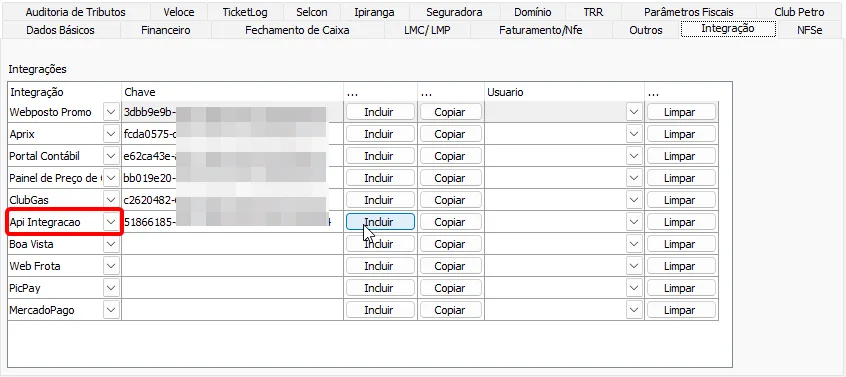 Auditoria de Tributos Veloce TicketLog Selcon Ipiranga Seguradora Domínio TRR Parâmetros Fiscais Club Petro
Dados Básicos Financeiro Fechamento de Caixa LMC/ LMP Faturamento/Nfe Outros Integração NFSe
Integrações
Integração Chave ... ... Usuario ...
Webposto Promo 3dbb9e9b- Incluir Copiar Limpar
Aprix fcda0575- Incluir Copiar Limpar
Portal Contábil e62ca43e- Incluir Copiar Limpar
Painel de Preço de Incluir Copiar Limpar
ClubGas c2620482- Incluir Copiar Limpar
Api Integracao 51866185- Incluir Copiar Limpar
Boa Vista Incluir Copiar Limpar
Web Frota Incluir Copiar Limpar
PicPay Incluir Copiar Limpar
MercadoPago Incluir Copiar Limpar